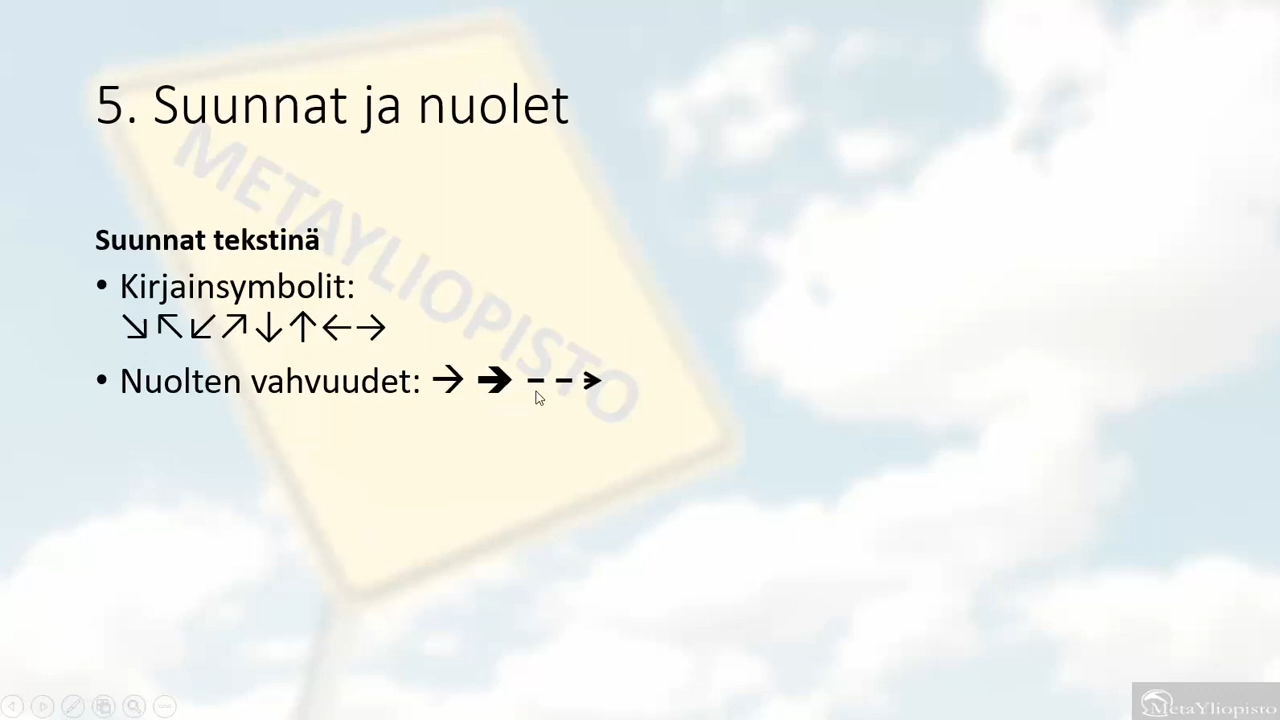 5. Suunnat ja nuolet
METAYLIOPISTO
Suunnat tekstinä
• Kirjainsymbolit:
↘↖↙↗↓↑←→
• Nuolten vahvuudet: → ➔ - - ➤
MetaYliopisto